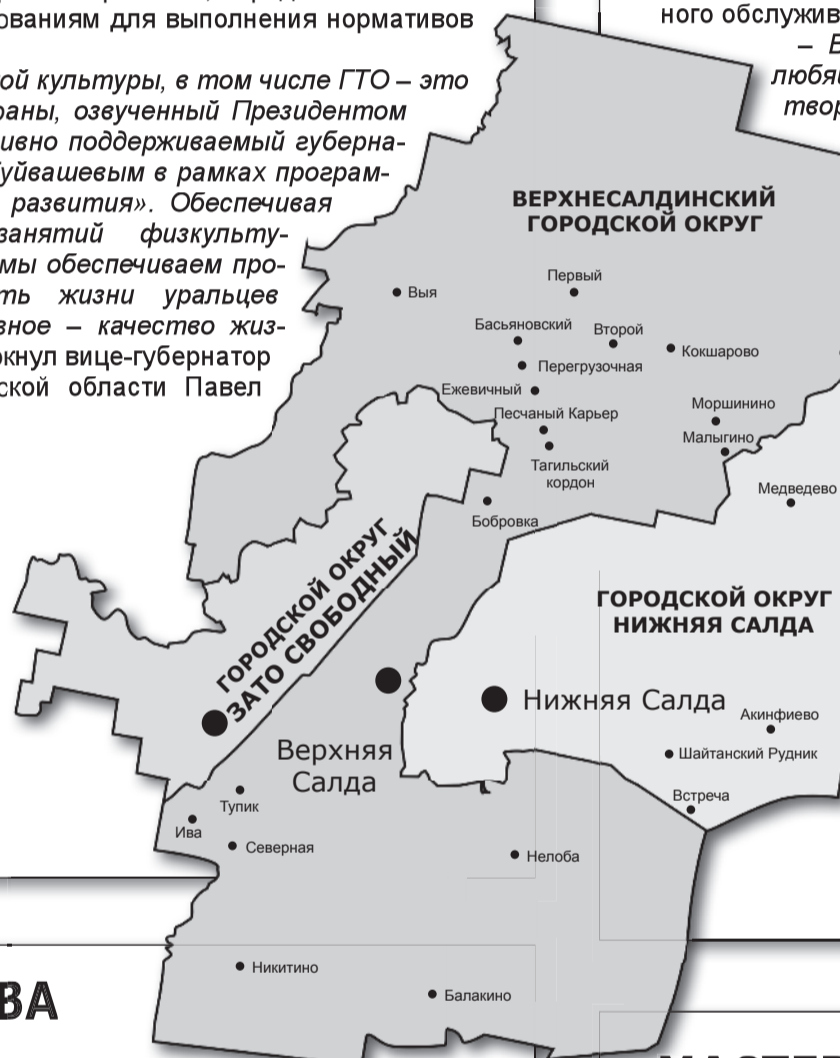 ованиям для выполнения нормативов
ой культуры, в том числе ГТО – это
раны, озвученный Президентом
ивно поддерживаемый губерна-
уйвашевым в рамках програм-
развития». Обеспечивая
занятий физкульту-
мы обеспечиваем про-
ть жизни уральцев
вное – качество жиз-
ркнул вице-губернатор
ской области Павел
ного обслужив
– В
любя
твор
ВЕРХНЕСАЛДИНСКИЙ
ГОРОДСКОЙ ОКРУГ
Выя
Первый
Басьяновский
Второй
Кокшарово
Перегрузочная
Ежевичный
Песчаный Карьер
Моршинино
Малыгино
Тагильский
кордон
Медведево
Бобровка
ГОРОДСКОЙ ОКРУГ
ЗАТО СВОБОДНЫЙ
ГОРОДСКОЙ ОКРУГ
НИЖНЯЯ САЛДА
Нижняя Салда
Акинфиево
Шайтанский Рудник
Встреча
Верхняя
Салда
Тупик
Ива
Северная
Нелоба
Никитино
Балакино
ВА